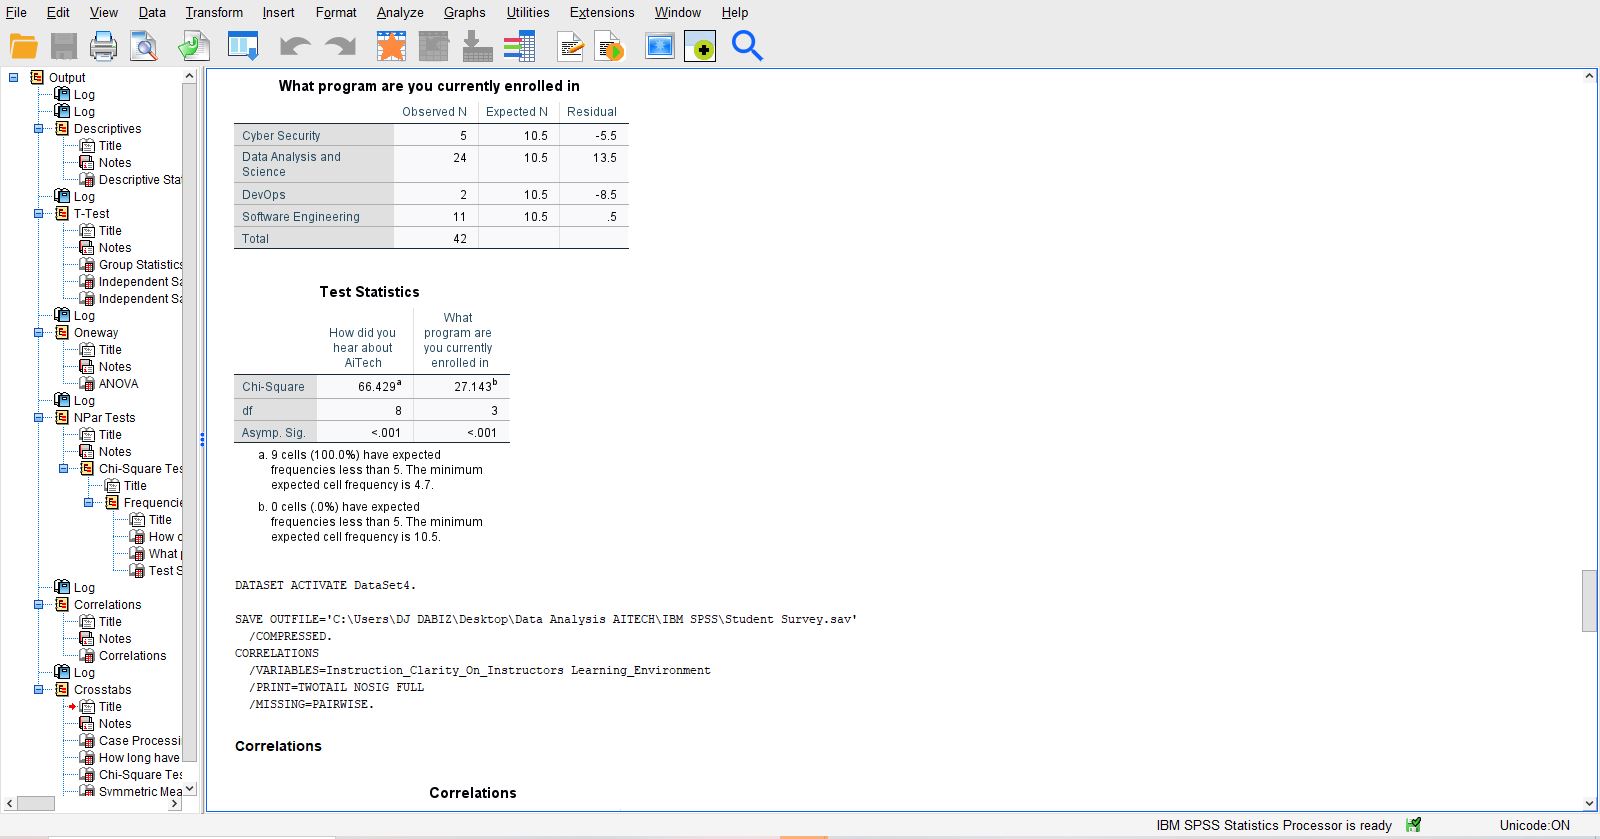 File Edit View Data Transform Insert Format Analyze Graphs Utilities Extensions Window Help
Output
Log
Log
Descriptives
Title
Notes
Descriptive Sta
Log
T-Test
Title
Notes
Group Statistics
Independent Sa
Independent Sa
Log
Oneway
Title
Notes
ANOVA
Log
NPar Tests
Title
Notes
Chi-Square Tes
Title
Frequencie
Title
How d
What p
Test S
Log
Correlations
Title
Notes
Correlations
Log
Crosstabs
Title
Notes
Case Processi
How long have
Chi-Square Tes
Symmetric Mea
What program are you currently enrolled in
Observed N Expected N Residual
Cyber Security 5 10.5 -5.5
Data Analysis and
Science 24 10.5 13.5
DevOps 2 10.5 -8.5
Software Engineering 11 10.5 .5
Total 42
Test Statistics
How did you
hear about
AiTech
What
program are
you currently
enrolled in
Chi-Square 66.429a 27.143b
df 8 3
Asymp. Sig. <.001 <.001
a. 9 cells (100.0%) have expected
frequencies less than 5. The minimum
expected cell frequency is 4.7.
b. 0 cells (.0%) have expected
frequencies less than 5. The minimum
expected cell frequency is 10.5.
DATASET ACTIVATE DataSet4.
SAVE OUTFILE='C:\Users\DJ DABIZ\Desktop\Data Analysis AITECH\IBM SPSS\Student Survey.sav'
/COMPRESSED.
CORRELATIONS
/VARIABLES=Instruction_Clarity_On_Instructors Learning_Environment
/PRINT=TWOTAIL NOSIG FULL
/MISSING=PAIRWISE.
Correlations
Correlations
IBM SPSS Statistics Processor is ready Unicode:ON